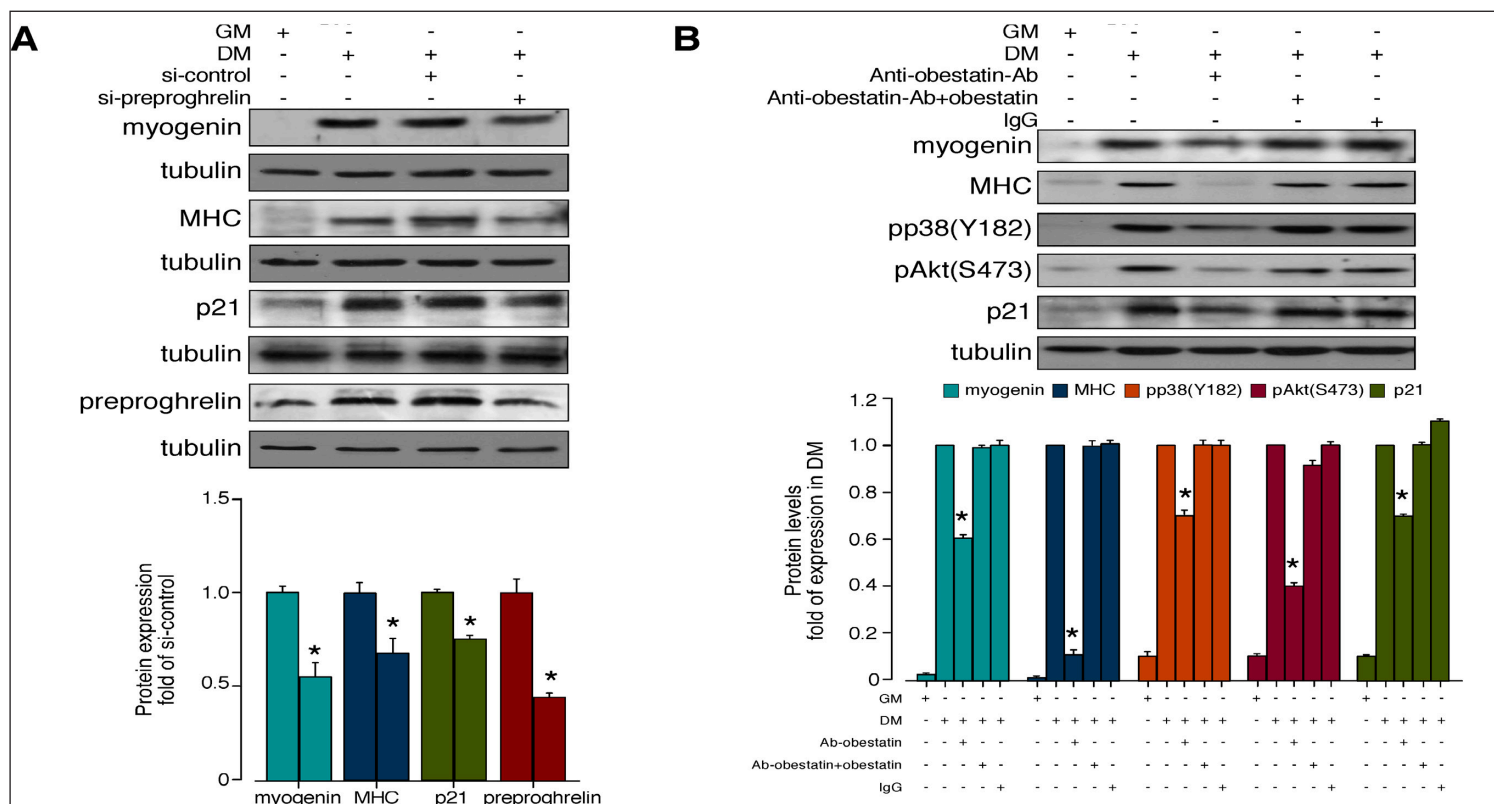 A
GM + - - -
DM - + + +
si-control - - + -
si-preproghrelin - - - +
myogenin
tubulin
MHC
tubulin
p21
tubulin
preproghrelin
tubulin
Protein expression
fold of si-control
1.5
1.0
0.5
0
* * * *
myogenin MHC p21 preproghrelin
B
GM + - - - -
DM - + + + +
Anti-obestatin-Ab - - + - -
Anti-obestatin-Ab+obestatin - - - + -
IgG - - - - +
myogenin
MHC
pp38(Y182)
pAkt(S473)
p21
tubulin
myogenin MHC pp38(Y182) pAkt(S473) p21
Protein levels
fold of expression in DM
1.2
1.0
0.8
0.6
0.4
0.2
0
* * * * *
GM + - - - - + - - - - + - - - - + - - - - + - - - -
DM - + + + + - + + + + - + + + + - + + + + - + + + +
Ab-obestatin - - + - - - - + - - - - + - - - - + - - - - + - -
Ab-obestatin+obestatin - - - + - - - - + - - - - + - - - - + - - - - + -
IgG - - - - + - - - - + - - - - + - - - - + - - - - +